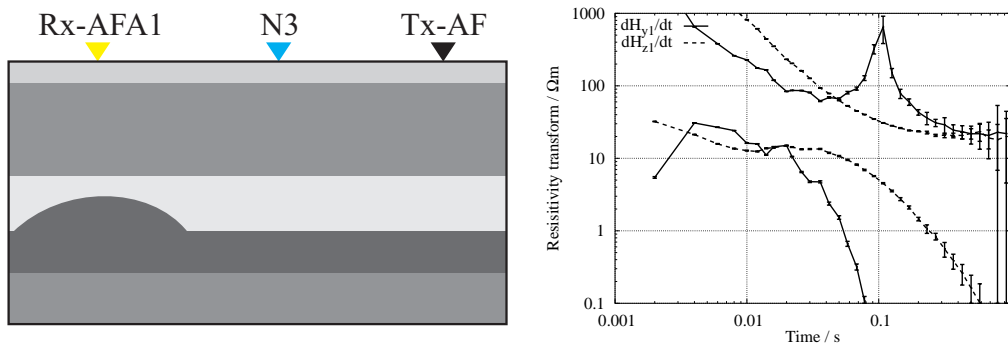 Rx-AFA1 N3 Tx-AF
Resisitivity transform / Ωm
1000
100
10
1
0.1
dHy1/dt
dHz1/dt
0.001 0.01 0.1
Time / s